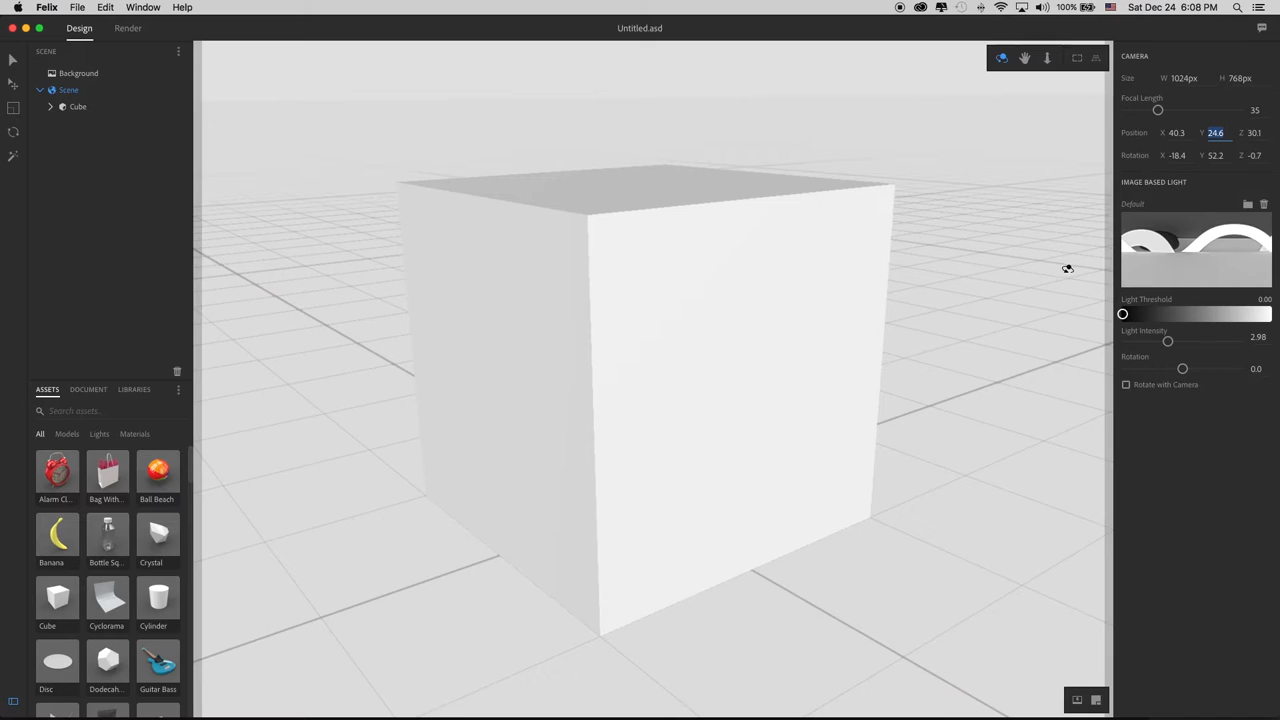 Felix File Edit Window Help 100% Sat Dec 24 6:08 PM
Design Render Untitled.asd
SCENE
Background
Scene
Cube
ASSETS DOCUMENT LIBRARIES
Search assets..
All Models Lights Materials
Alarm Cl... Bag With... Ball Beach
Banana Bottle Sq... Crystal
Cube Cyclorama Cylinder
Disc Dodecah... Guitar Bass
CAMERA
Size W 1024px H 768px
Focal Length
35
Position X 40.3 Y 24.6 Z 30.1
Rotation X -18.4 Y 52.2 Z -0.7
IMAGE BASED LIGHT
Default
Light Threshold 0.00
Light Intensity
2.98
Rotation
0.0
Rotate with Camera